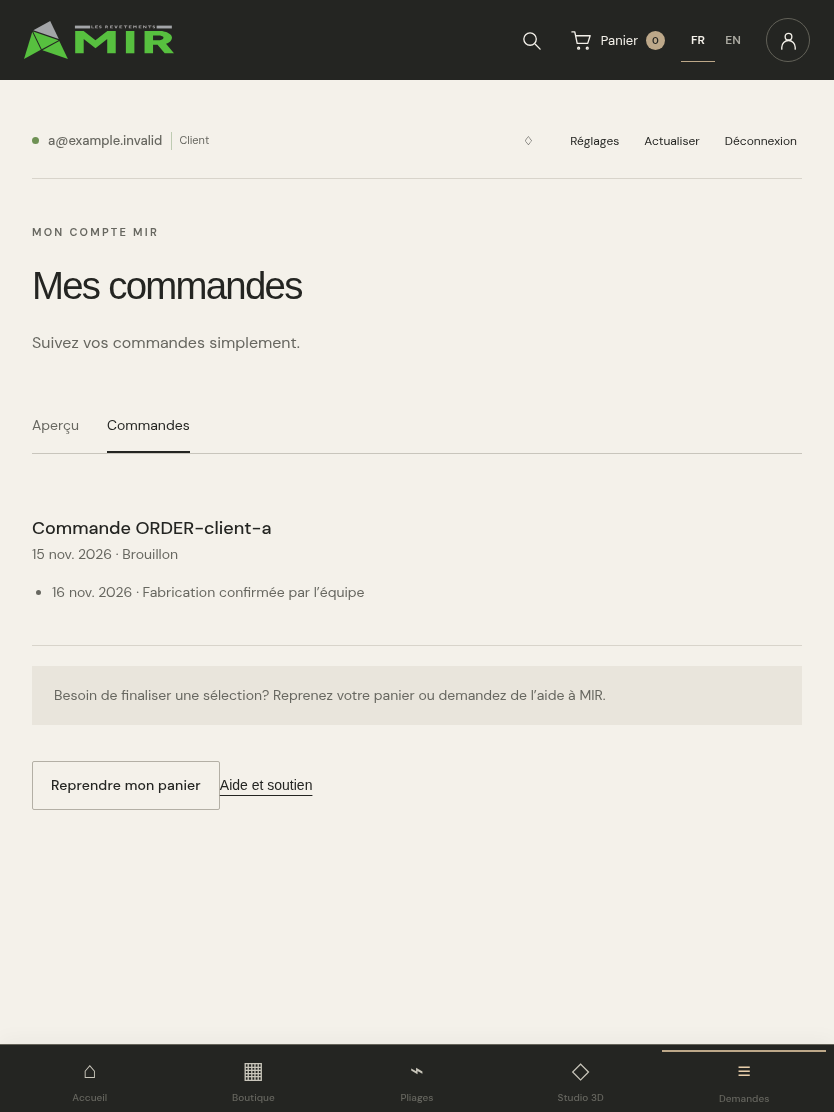 LES REVÊTEMENTS
MIR
Panier 0 FR EN
a@example.invalid Client Réglages Actualiser Déconnexion
MON COMPTE MIR
Mes commandes
Suivez vos commandes simplement.
Aperçu Commandes
Commande ORDER-client-a
15 nov. 2026 · Brouillon
• 16 nov. 2026 · Fabrication confirmée par l’équipe
Besoin de finaliser une sélection? Reprenez votre panier ou demandez de l’aide à MIR.
Reprendre mon panier Aide et soutien
Accueil Boutique Pliages Studio 3D Demandes